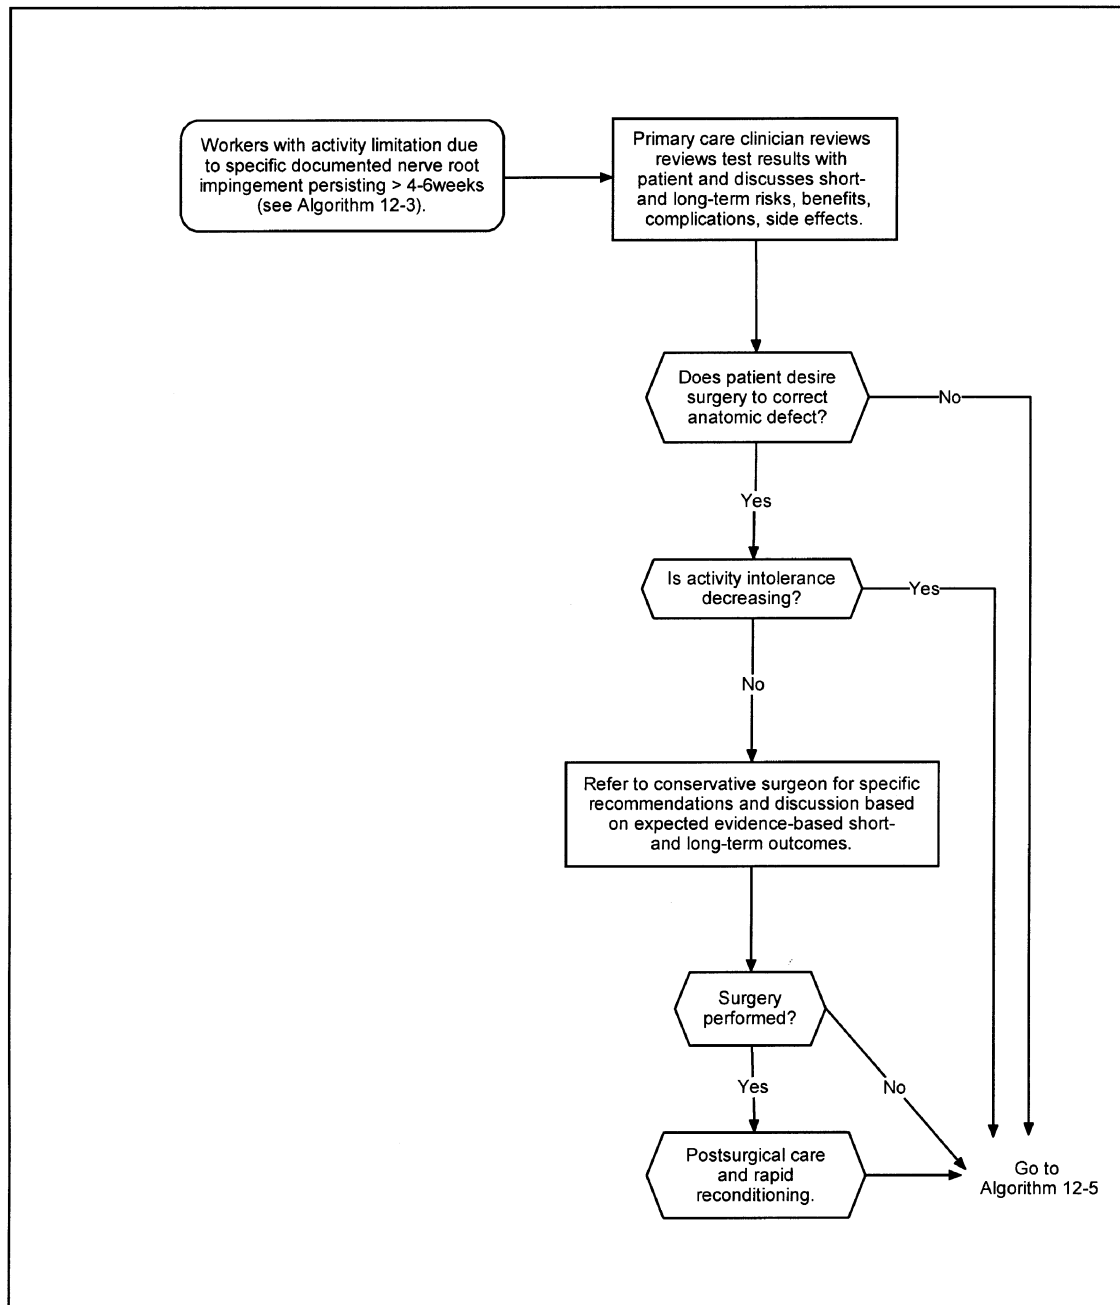 Workers with activity limitation due
to specific documented nerve root
impingement persisting > 4-6weeks
(see Algorithm 12-3).
Primary care clinician reviews
reviews test results with
patient and discusses short-
and long-term risks, benefits,
complications, side effects.
Does patient desire
surgery to correct
anatomic defect?
No
Yes
Is activity intolerance
decreasing?
Yes
No
Refer to conservative surgeon for specific
recommendations and discussion based
on expected evidence-based short-
and long-term outcomes.
Surgery
performed?
Yes
No
Postsurgical care
and rapid
reconditioning.
Go to
Algorithm 12-5